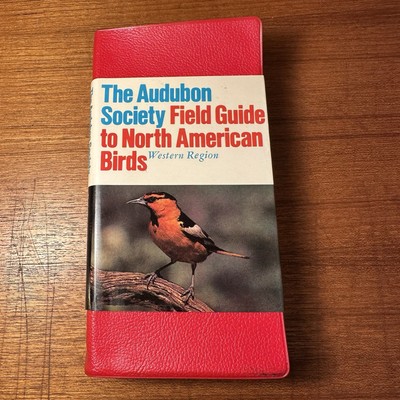 The Audubon
Society Field Guide
to North American
Birds Western Region